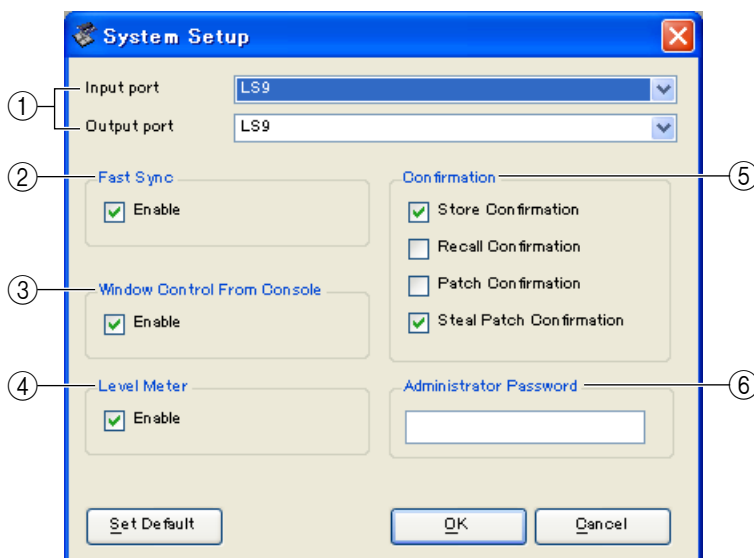 System Setup
① Input port LS9
Output port LS9
② Fast Sync
Enable
③ Window Control From Console
Enable
④ Level Meter
Enable
Confirmation ⑤
Store Confirmation
Recall Confirmation
Patch Confirmation
Steal Patch Confirmation
Administrator Password ⑥
Set Default OK Cancel